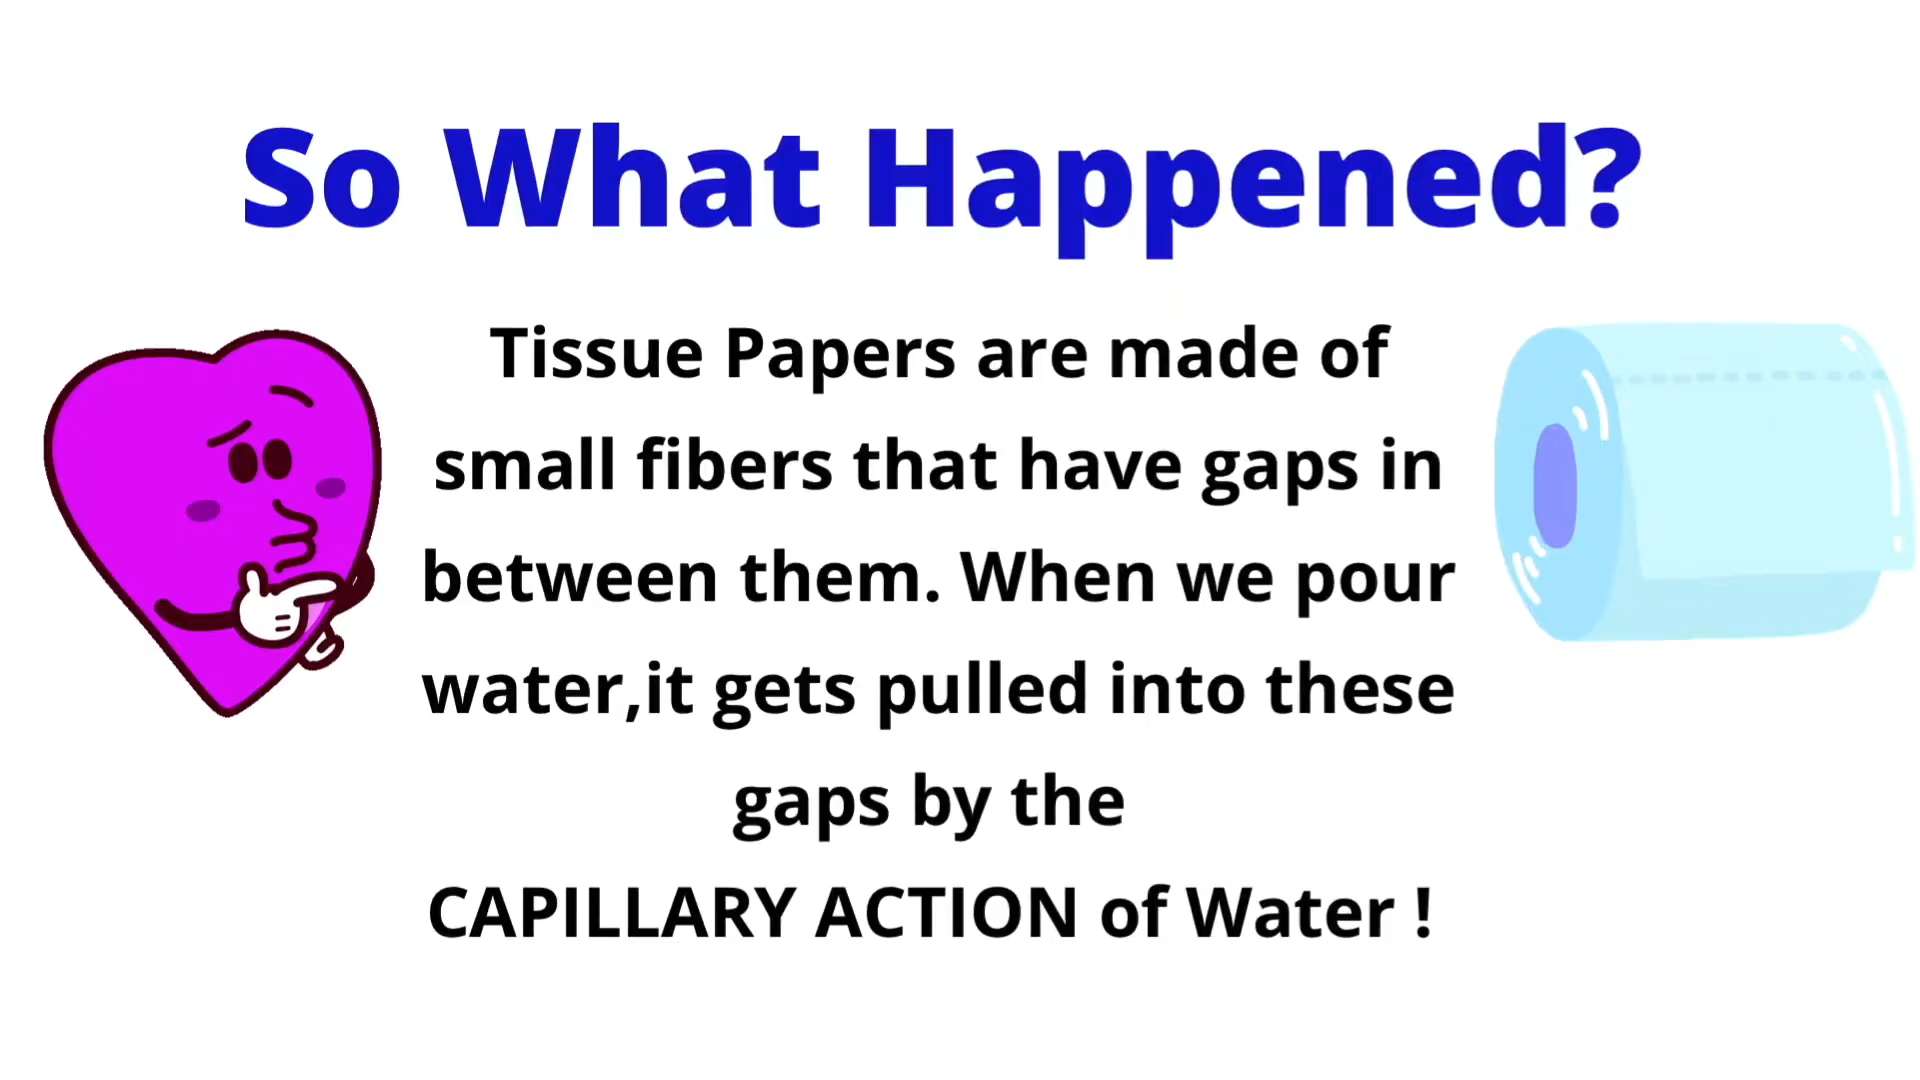 So What Happened?
Tissue Papers are made of
small fibers that have gaps in
between them. When we pour
water,it gets pulled into these
gaps by the
CAPILLARY ACTION of Water !